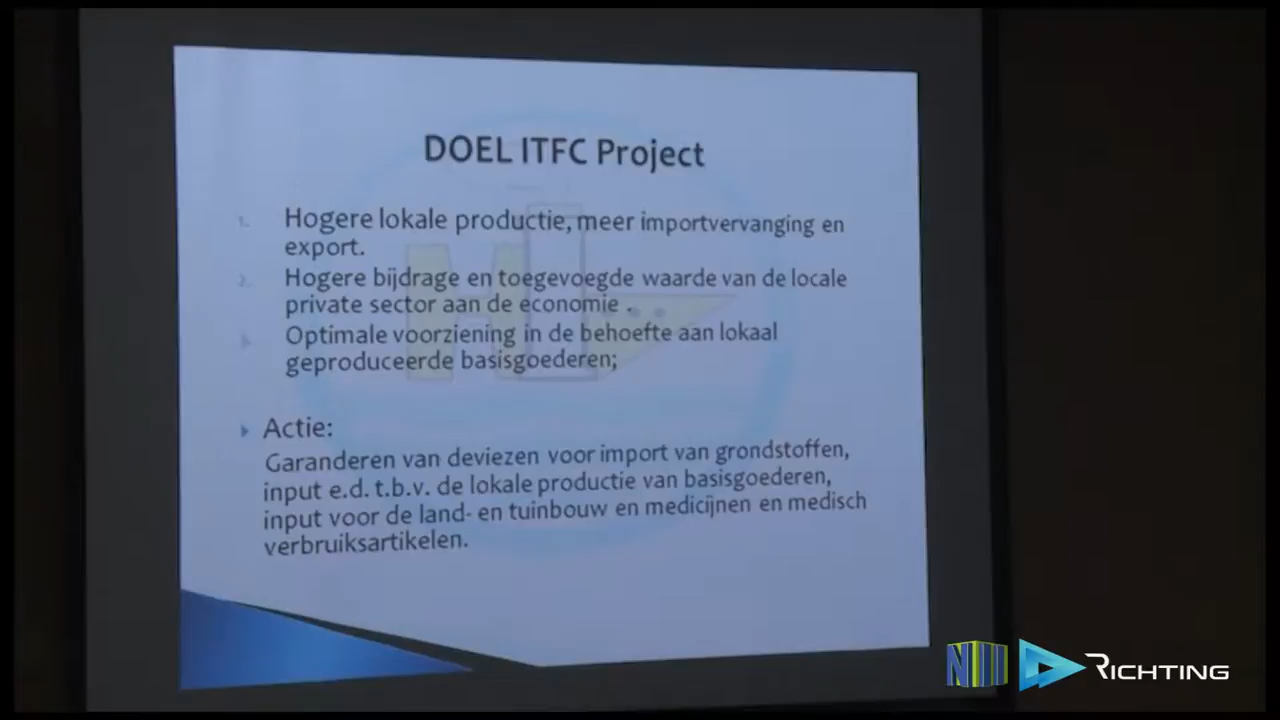 DOEL ITFC Project
1. Hogere lokale productie, meer importvervanging en
export.
2. Hogere bijdrage en toegevoegde waarde van de locale
private sector aan de economie .
3. Optimale voorziening in de behoefte aan lokaal
geproduceerde basisgoederen;
Actie:
Garanderen van deviezen voor import van grondstoffen,
input e.d. t.b.v. de lokale productie van basisgoederen,
input voor de land- en tuinbouw en medicijnen en medisch
verbruiksartikelen.
NII RICHTING